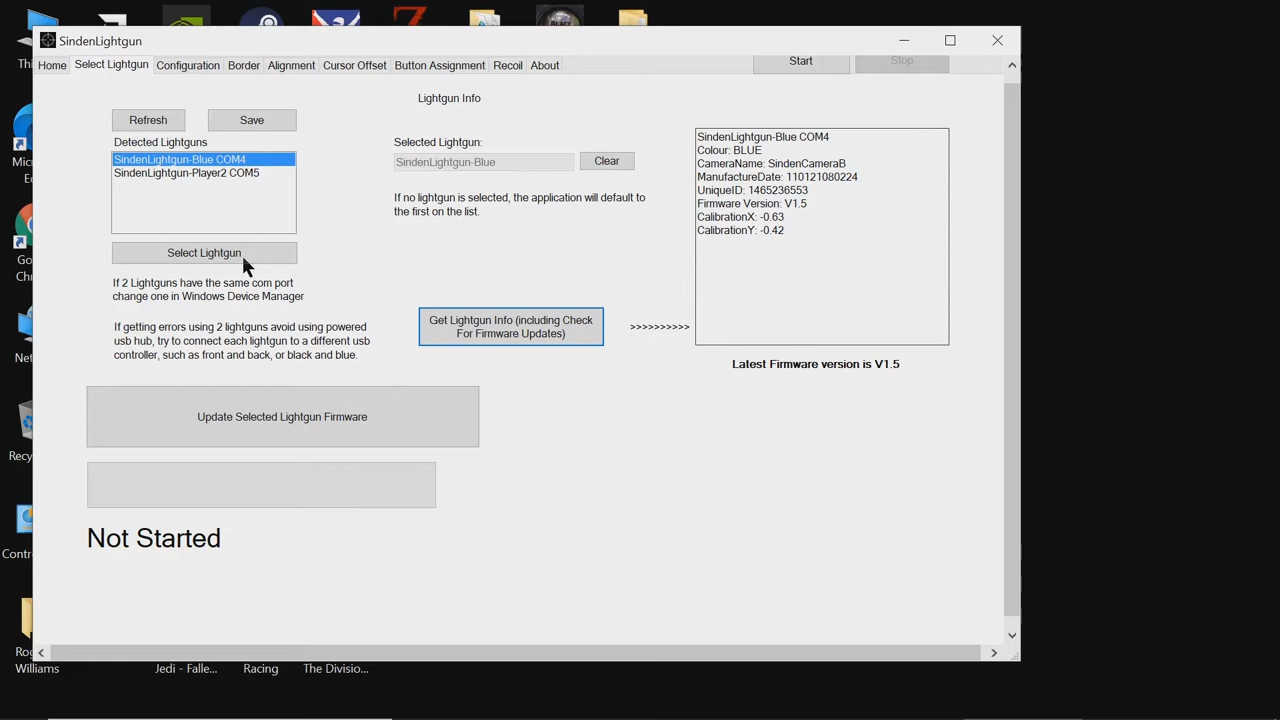 SindenLightgun
Home
Select Lightgun
Configuration
Border
Alignment
Cursor Offset
Button Assignment
Recoil
About
Start
Stop
Lightgun Info
Refresh
Save
Detected Lightguns
SindenLightgun-Blue COM4
SindenLightgun-Player2 COM5
Select Lightgun
If 2 Lightguns have the same com port
change one in Windows Device Manager
If getting errors using 2 lightguns avoid using powered
usb hub, try to connect each lightgun to a different usb
controller, such as front and back, or black and blue.
Selected Lightgun:
SindenLightgun-Blue
Clear
If no lightgun is selected, the application will default to
the first on the list.
Get Lightgun Info (including Check
For Firmware Updates)
>>>>>>>>>>
SindenLightgun-Blue COM4
Colour: BLUE
CameraName: SindenCameraB
ManufactureDate: 110121080224
UniqueID: 1465236553
Firmware Version: V1.5
CalibrationX: -0.63
CalibrationY: -0.42
Latest Firmware version is V1.5
Update Selected Lightgun Firmware
Not Started
Thi
Micr
Go
Chr
Net
Recy
Contr
Rog
Williams
Jedi - Falle...
Racing
The Divisio...